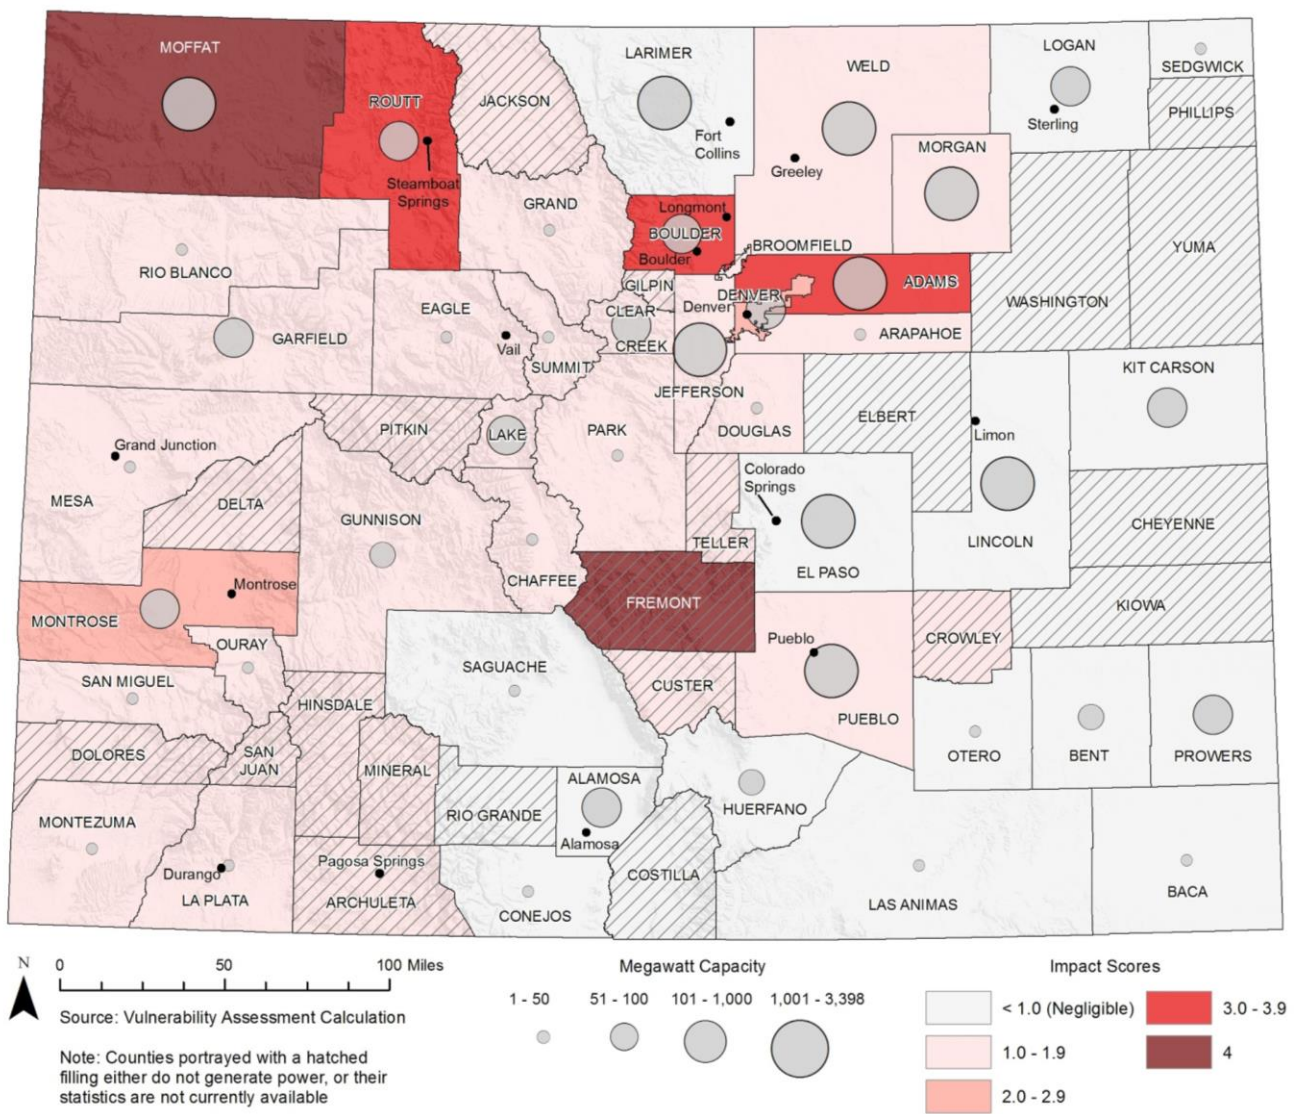 MOFFAT
ROUTT
JACKSON
LARIMER
WELD
LOGAN
SEDGWICK
PHILLIPS
Sterling
Fort
Collins
Greeley
MORGAN
Steamboat
Springs
GRAND
Longmont
BOULDER
Boulder
BROOMFIELD
YUMA
WASHINGTON
RIO BLANCO
GILPIN
DENVER
Denver
ADAMS
EAGLE
CLEAR
CREEK
ARAPAHOE
GARFIELD
Vail
SUMMIT
JEFFERSON
KIT CARSON
PITKIN
LAKE
PARK
DOUGLAS
ELBERT
Limon
Grand Junction
MESA
DELTA
GUNNISON
Colorado
Springs
TELLER
LINCOLN
CHEYENNE
EL PASO
CHAFFEE
Montrose
MONTROSE
FREMONT
KIOWA
OURAY
Pueblo
CROWLEY
SAGUACHE
SAN MIGUEL
CUSTER
HINSDALE
PUEBLO
DOLORES
SAN
JUAN
MINERAL
OTERO
BENT
PROWERS
ALAMOSA
HUERFANO
MONTEZUMA
RIO GRANDE
Alamosa
Pagosa Springs
Durango
COSTILLA
LA PLATA
ARCHULETA
CONEJOS
LAS ANIMAS
BACA
N
0 50 100 Miles
Source: Vulnerability Assessment Calculation
Note: Counties portrayed with a hatched
filling either do not generate power, or their
statistics are not currently available
Megawatt Capacity
1 - 50 51 - 100 101 - 1,000 1,001 - 3,398
Impact Scores
< 1.0 (Negligible)
1.0 - 1.9
2.0 - 2.9
3.0 - 3.9
4